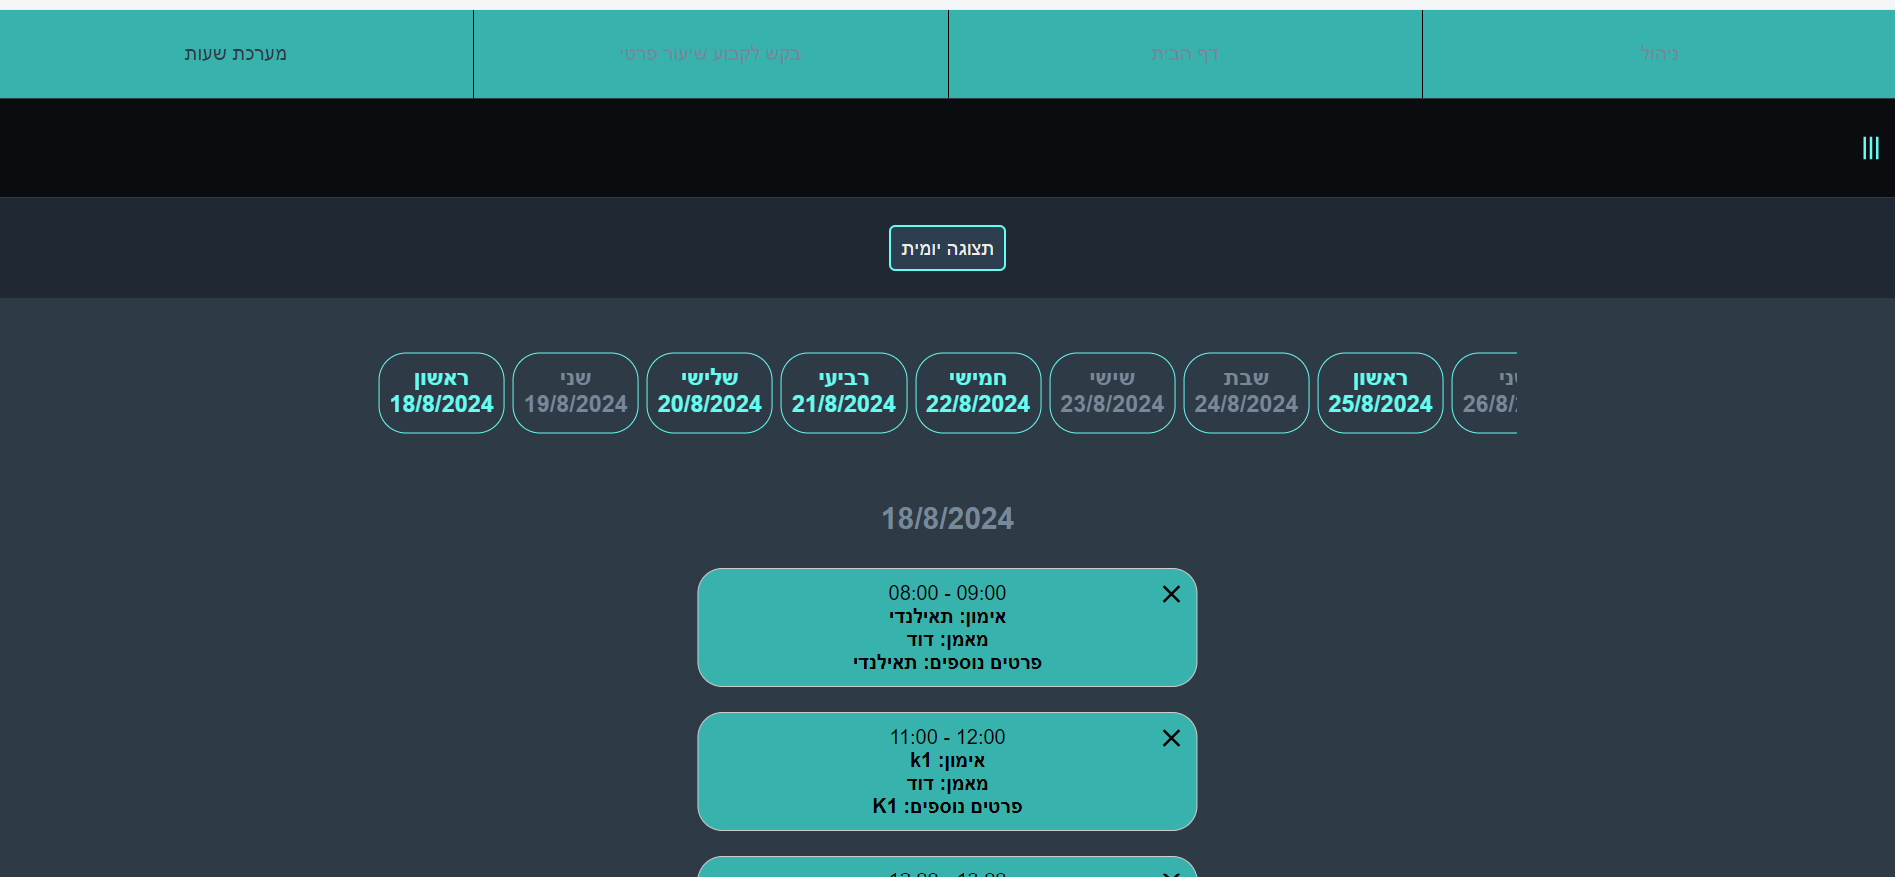 ניהול
דף הבית
בקש לקבוע שיעור פרטי
מערכת שעות
תצוגה יומית
ראשון
18/8/2024
שני
19/8/2024
שלישי
20/8/2024
רביעי
21/8/2024
חמישי
22/8/2024
שישי
23/8/2024
שבת
24/8/2024
ראשון
25/8/2024
26/8/
18/8/2024
08:00 - 09:00
אימון: תאילנדי
מאמן: דוד
פרטים נוספים: תאילנדי
11:00 - 12:00
אימון: k1
מאמן: דוד
פרטים נוספים: K1